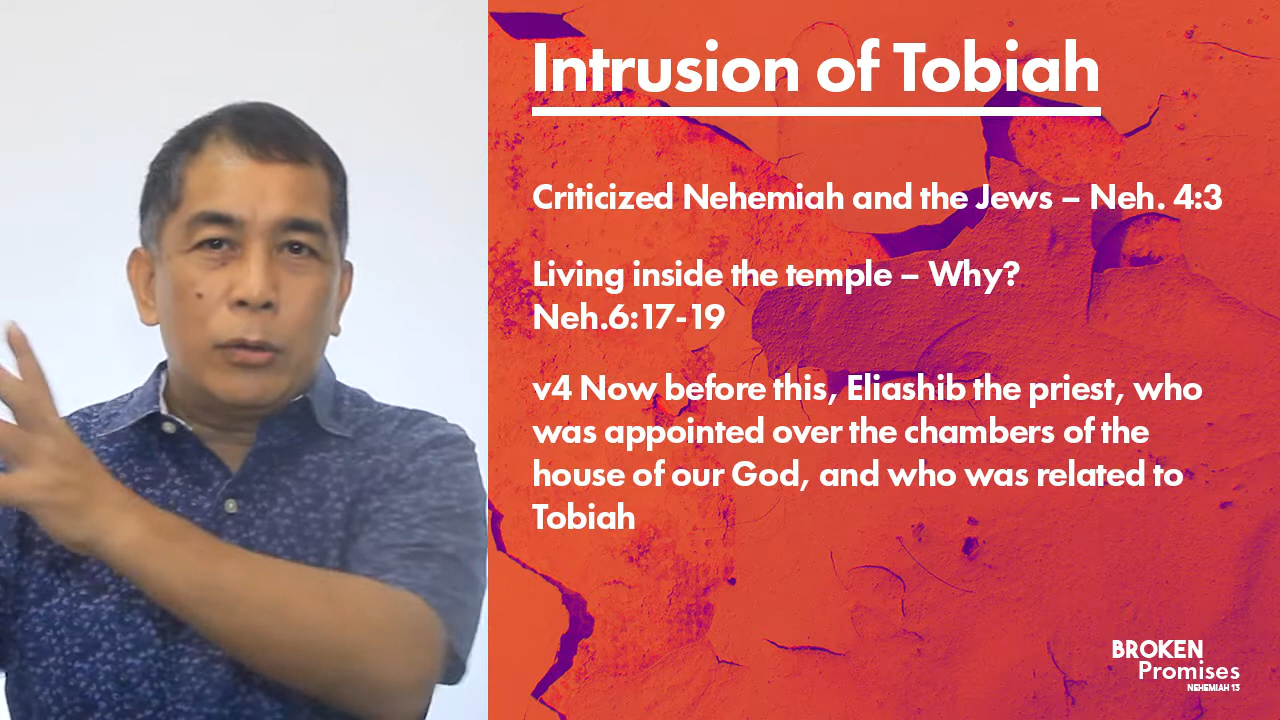 Intrusion of Tobiah
Criticized Nehemiah and the Jews – Neh. 4:3
Living inside the temple – Why?
Neh.6:17-19
v4 Now before this, Eliashib the priest, who
was appointed over the chambers of the
house of our God, and who was related to
Tobiah
BROKEN
Promises
NEHEMIAH 13